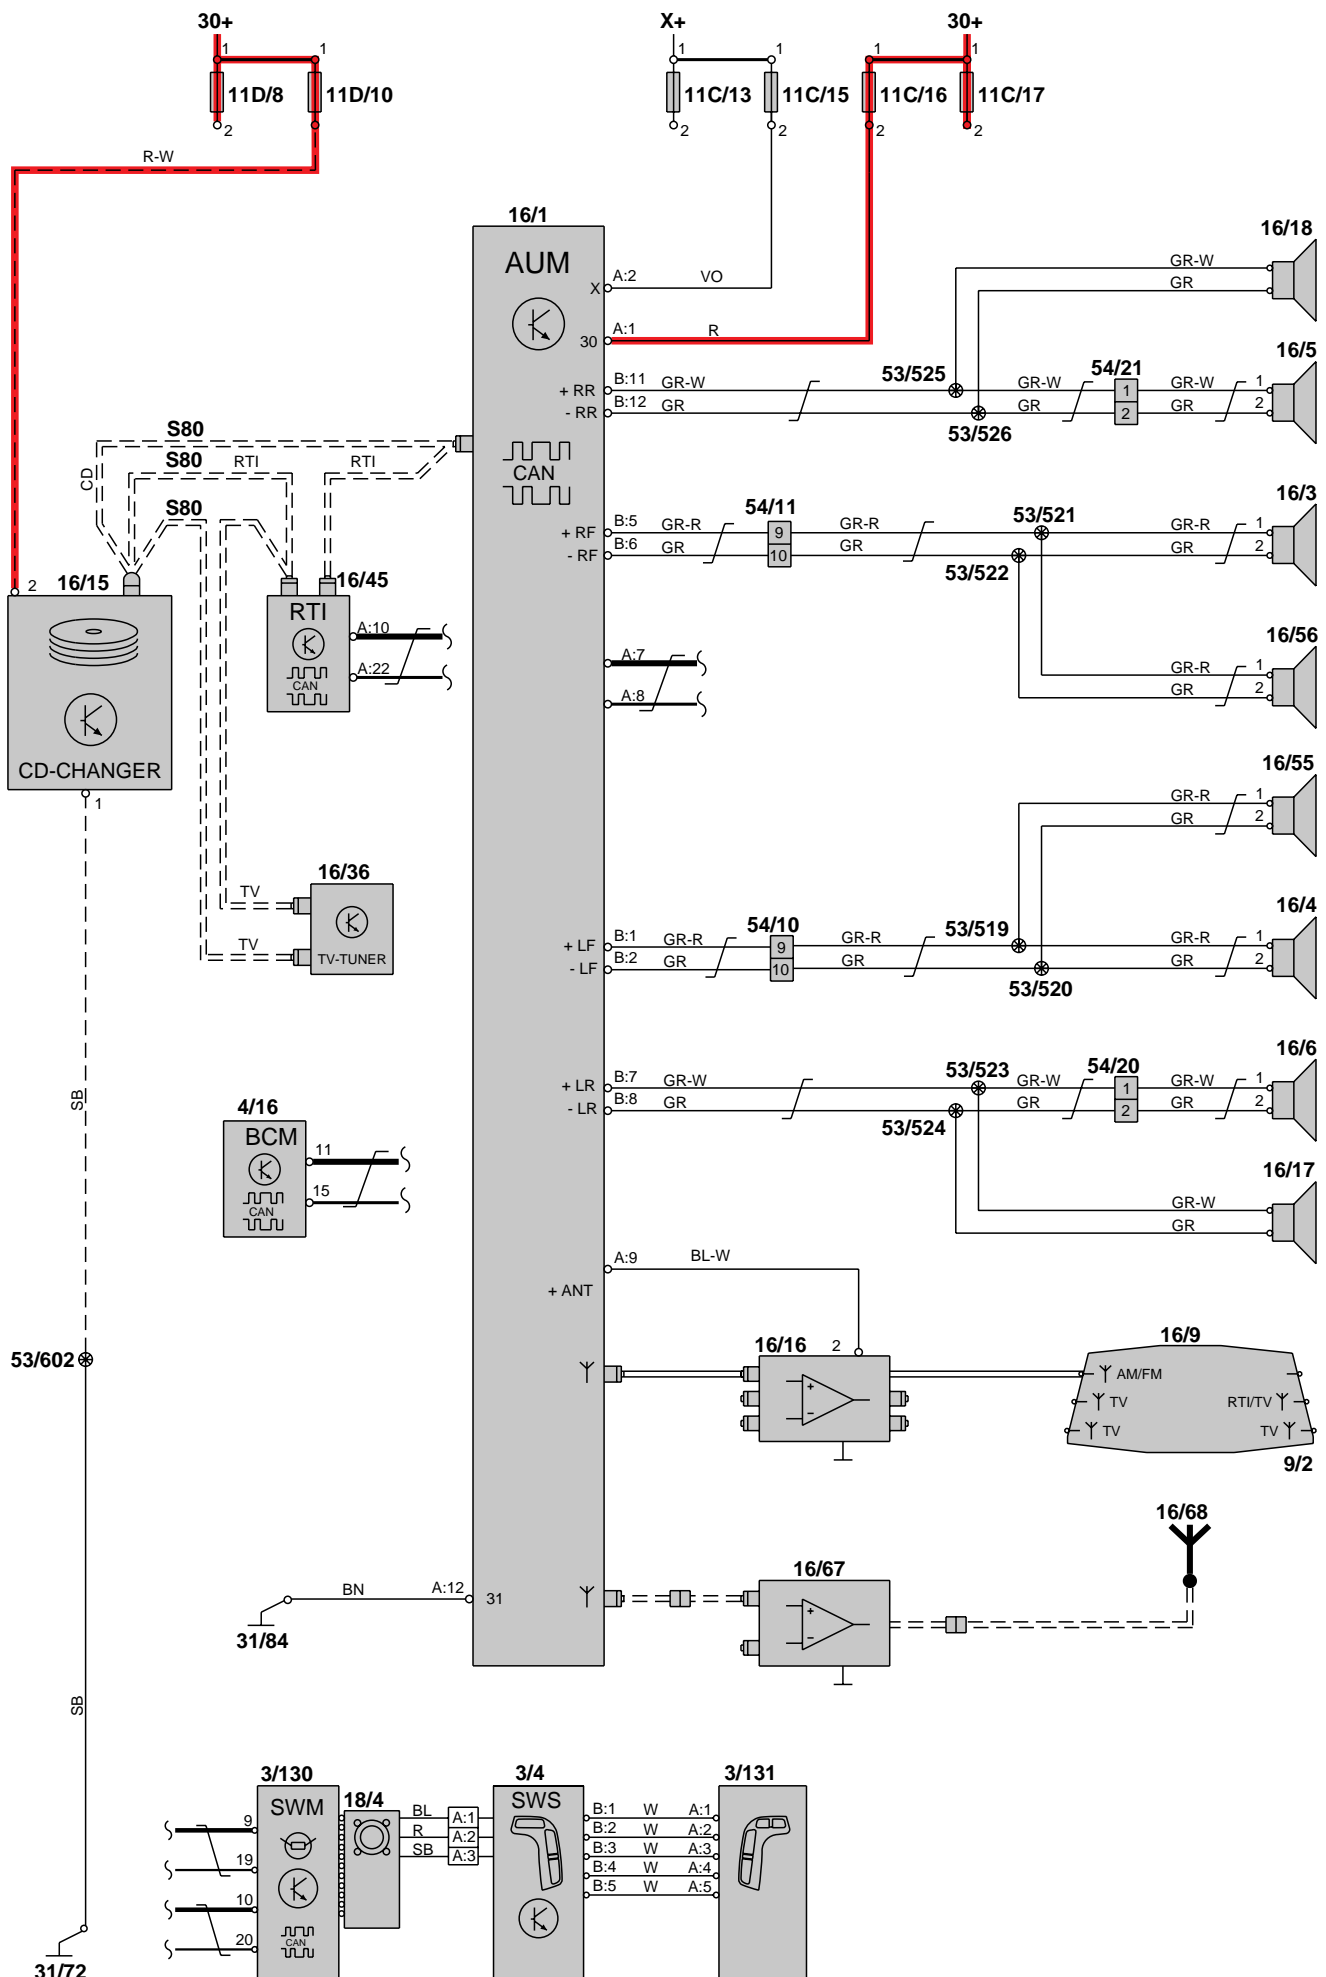 30+ X+ 30+
1 1 1 1 1 1
11D/8 11D/10 11C/13 11C/15 11C/16 11C/17
2 2 2 2 2
R-W
16/1
AUM
X A:2 VO
30 A:1 R
16/18
GR-W
GR
16/5
+ RR B:11 GR-W 53/525 GR-W 54/21 1 GR-W 1
- RR B:12 GR 53/526 GR 2 GR 2
S80
S80 RTI RTI
CD
S80
CAN
16/3
54/11 53/521
+ RF B:5 GR-R 9 GR-R GR-R 1
- RF B:6 GR 10 GR 53/522 GR 2
2 16/15 16/45
RTI
A:10
A:22
CAN
CD-CHANGER
1
A:7
A:8
16/56
GR-R 1
GR 2
16/55
GR-R 1
GR 2
16/36
TV
TV
TV-TUNER
16/4
54/10 53/519
+ LF B:1 GR-R 9 GR-R GR-R 1
- LF B:2 GR 10 GR 53/520 GR 2
16/6
53/523 54/20
+ LR B:7 GR-W GR-W 1 GR-W 1
- LR B:8 GR 53/524 GR 2 GR 2
16/17
GR-W
GR
SB
4/16
BCM
11
15
CAN
A:9 BL-W
+ ANT
53/602
16/16 2
+
−
16/9
AM/FM
TV RTI/TV
TV TV
9/2
16/68
16/67
+
−
BN A:12 31
31/84
SB
3/130 18/4 3/4 3/131
SWM SWS
9 BL A:1 B:1 W A:1
R A:2 B:2 W A:2
19 SB A:3 B:3 W A:3
B:4 W A:4
10 B:5 W A:5
20
CAN
31/72